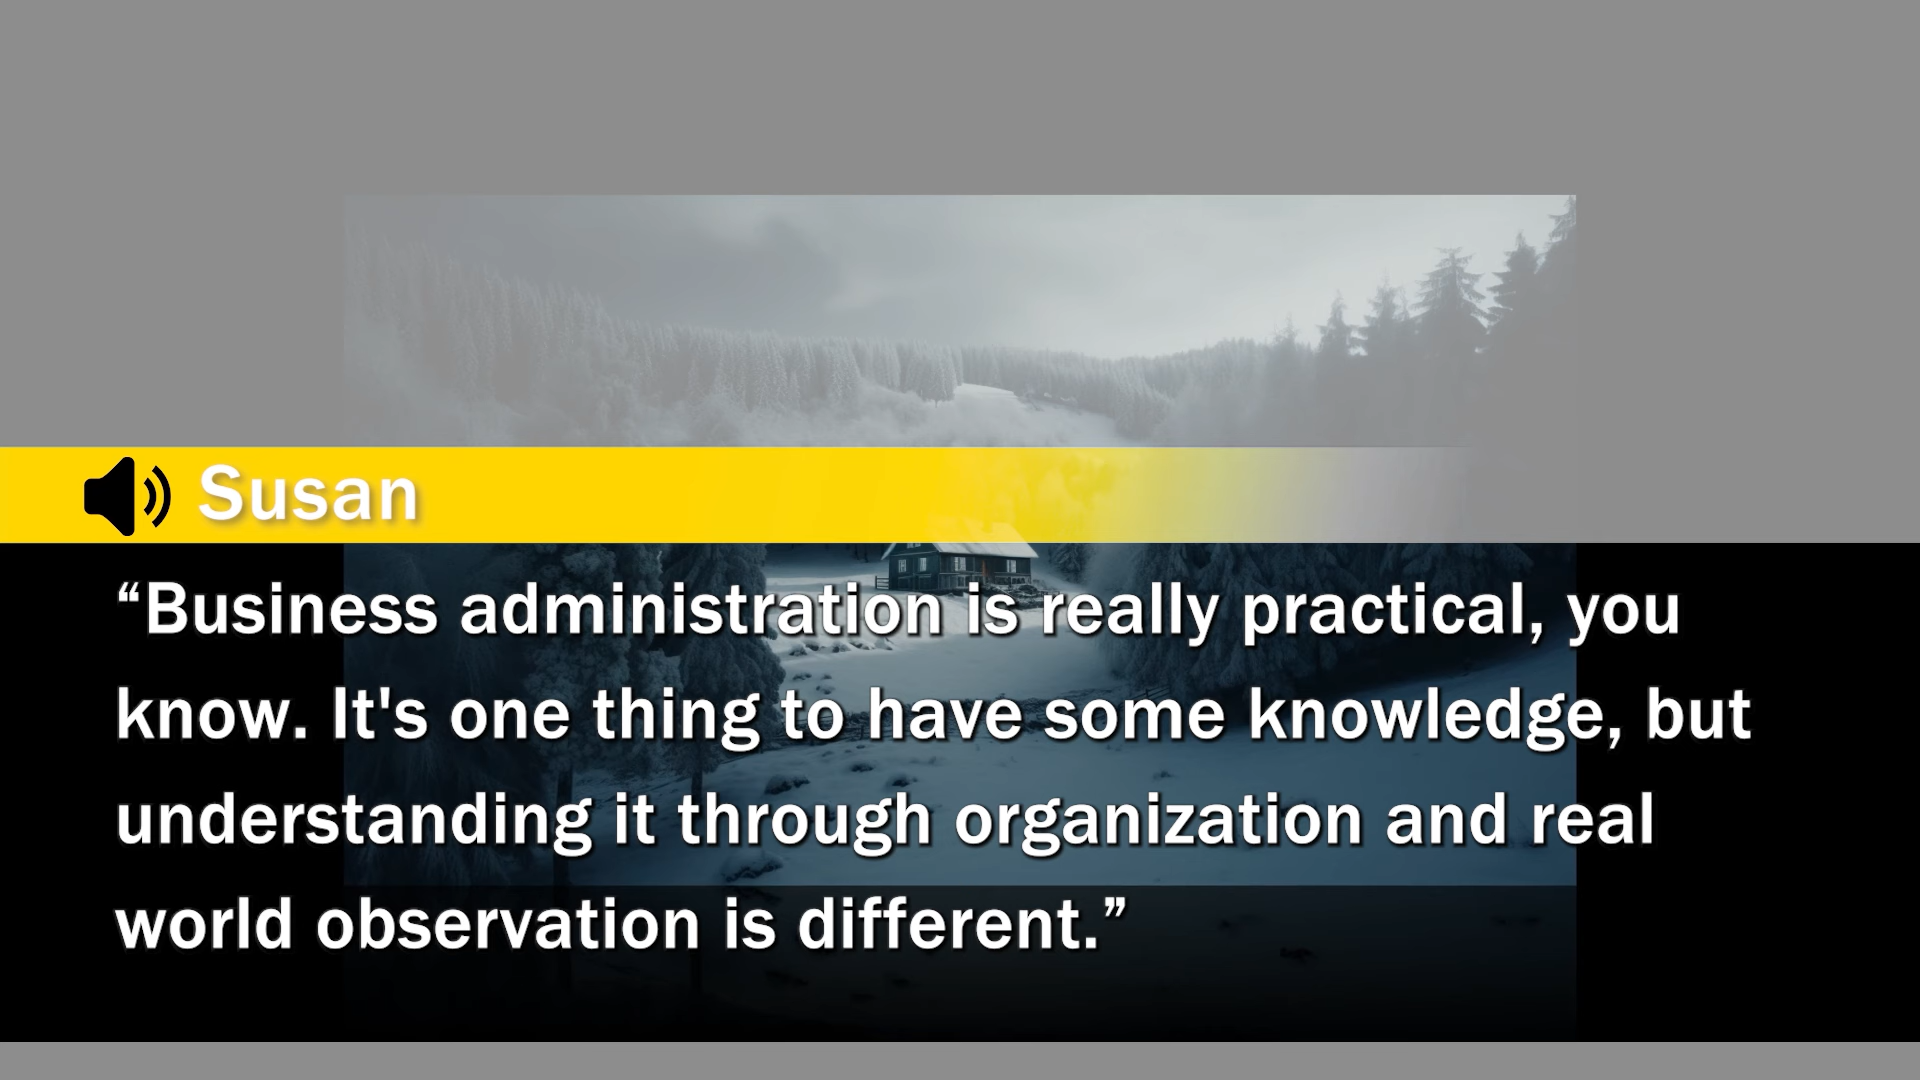 Susan
“Business administration is really practical, you
know. It's one thing to have some knowledge, but
understanding it through organization and real
world observation is different.”